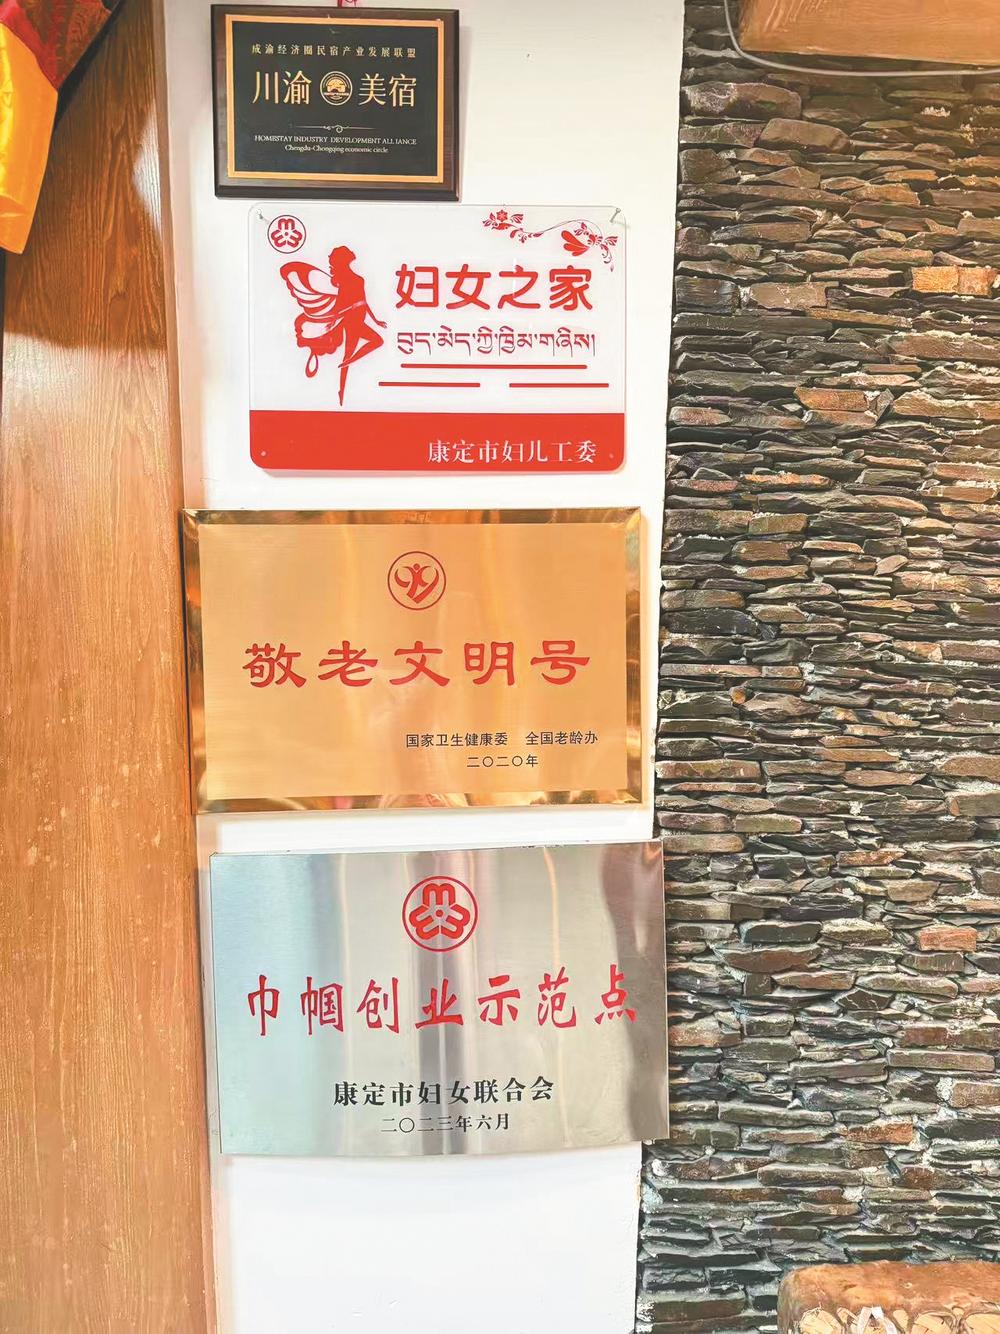 成渝经济圈民宿产业发展联盟
川渝 美宿
HOMESTAY INDUSTRY DEVELOPMENT ALLIANCE
Chengdu-Chongqing economic circle
妇女之家
བུད་མེད་ཀྱི་ཁྱིམ་གཞིས།
康定市妇儿工委
敬老文明号
国家卫生健康委 全国老龄办
二〇二〇年
巾帼创业示范点
康定市妇女联合会
二〇二三年六月